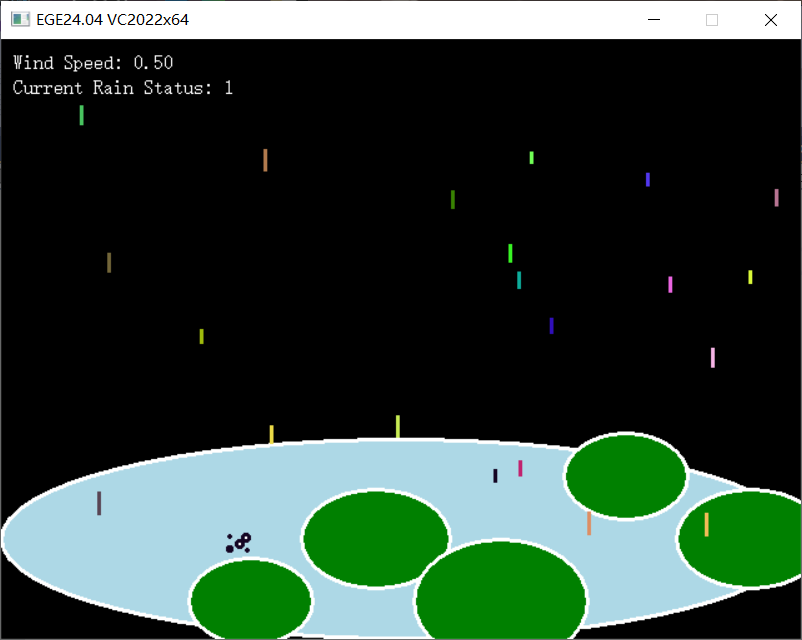 EGE24.04 VC2022x64
Wind Speed: 0.50
Current Rain Status: 1